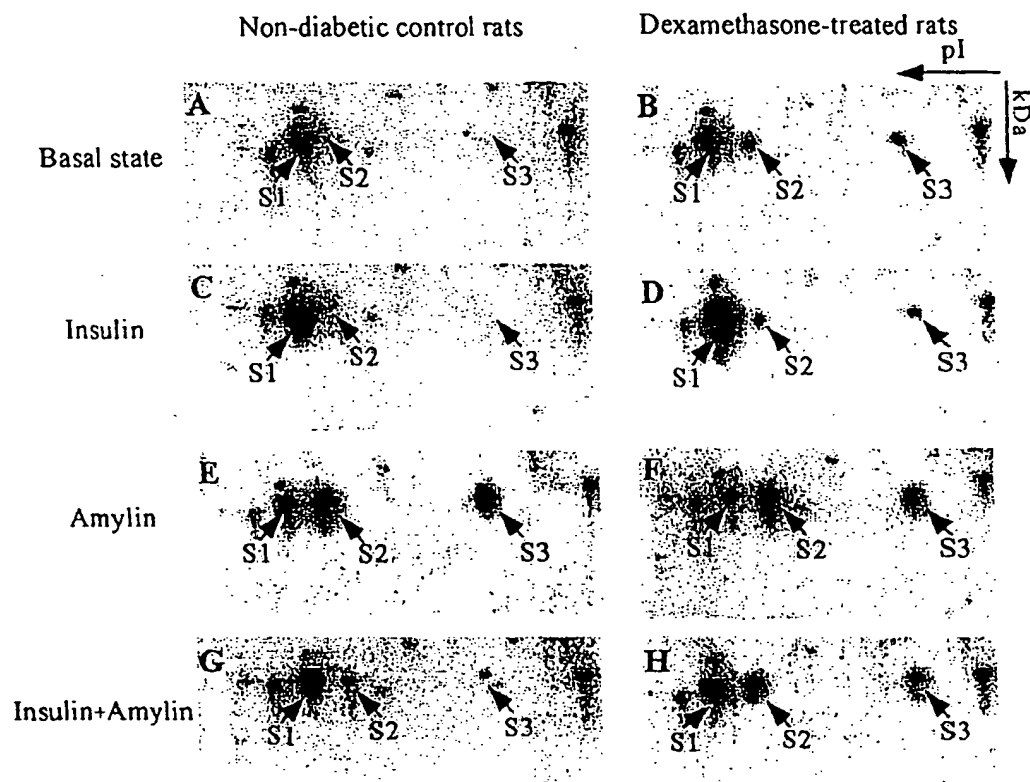 Non-diabetic control rats
Dexamethasone-treated rats
pI
kDa
Basal state
A
S1
S2
S3
B
S1
S2
S3
Insulin
C
S1
S2
S3
D
S1
S2
S3
Amylin
E
S1
S2
S3
F
S1
S2
S3
Insulin+Amylin
G
S1
S2
S3
H
S1
S2
S3